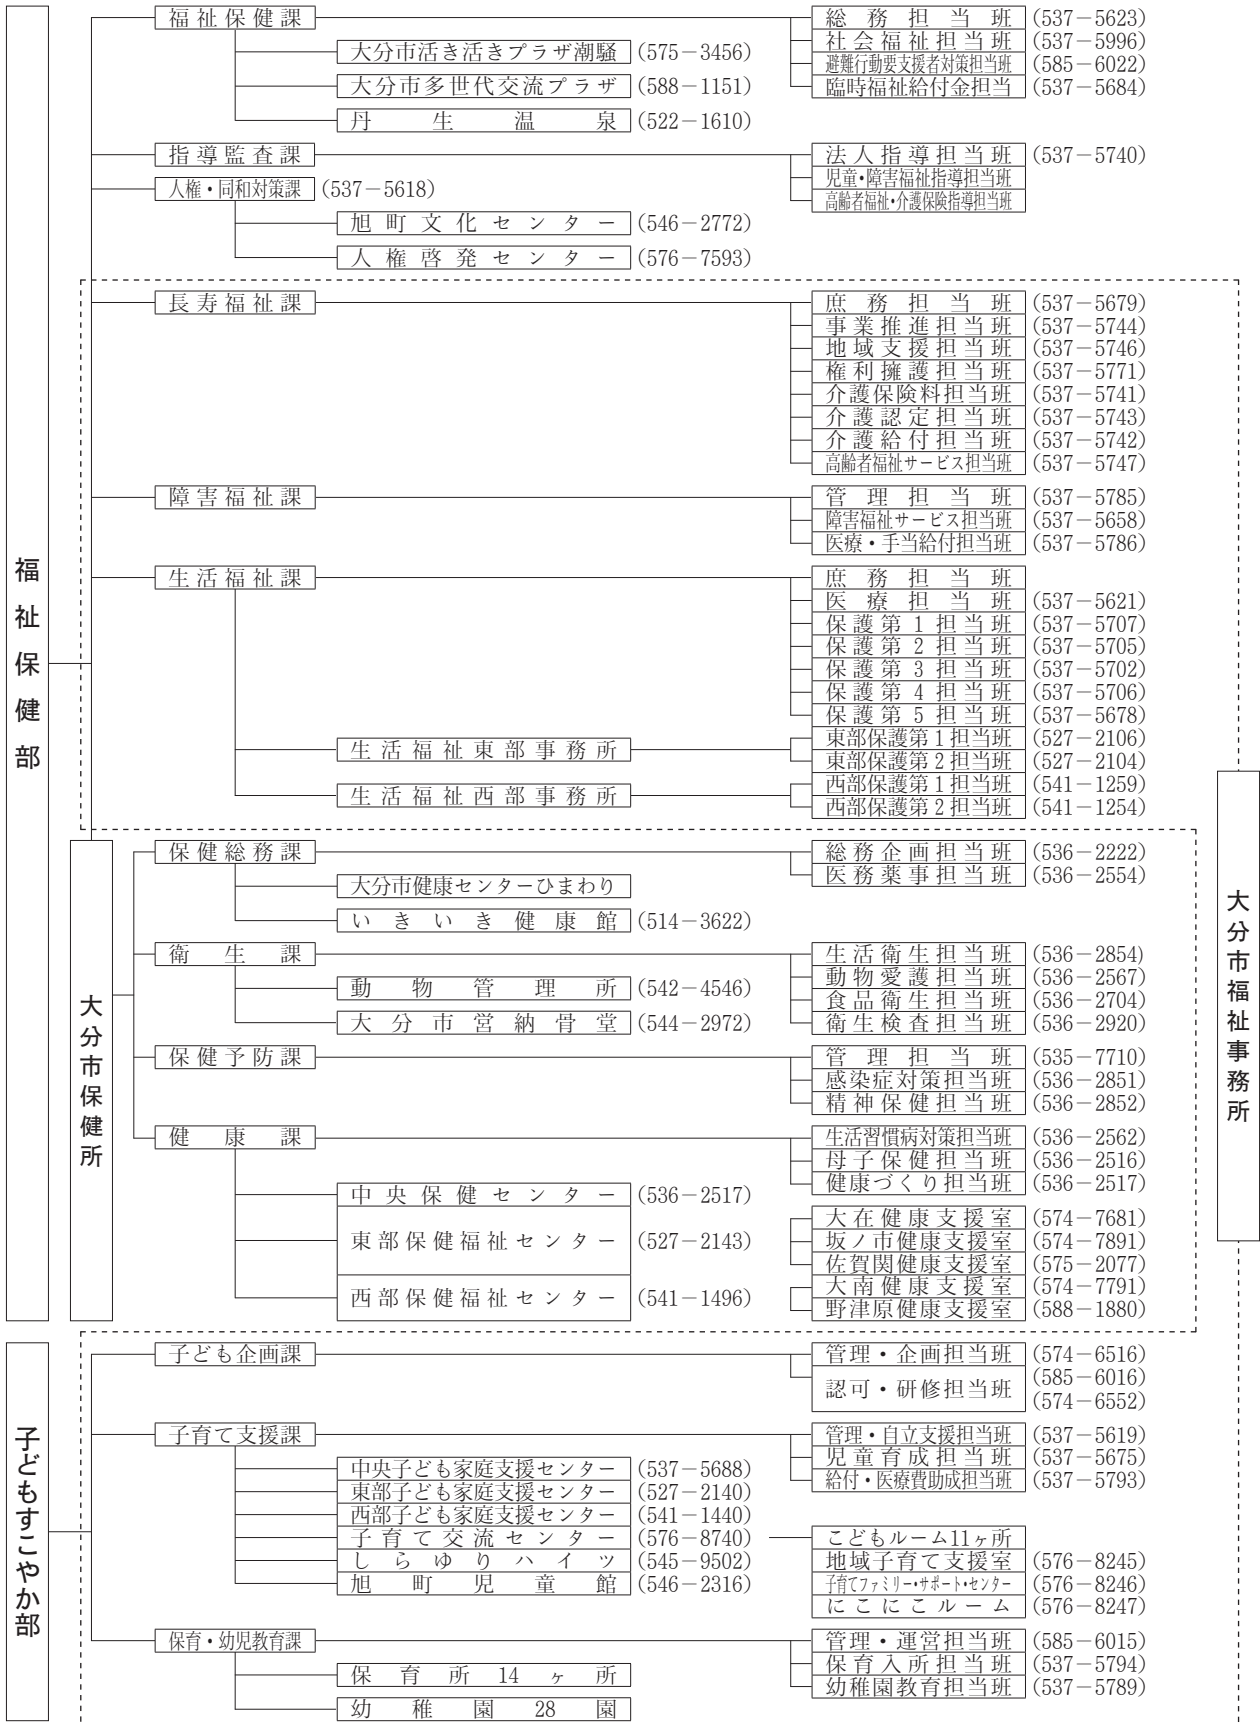 福祉保健部
福祉保健課
総務担当班 (537－5623)
社会福祉担当班 (537－5996)
避難行動要支援者対策担当班 (585－6022)
臨時福祉給付金担当 (537－5684)
大分市活き活きプラザ潮騒 (575－3456)
大分市多世代交流プラザ (588－1151)
丹生温泉 (522－1610)
指導監査課
法人指導担当班 (537－5740)
児童・障害福祉指導担当班
高齢者福祉・介護保険指導担当班
人権・同和対策課 (537－5618)
旭町文化センター (546－2772)
人権啓発センター (576－7593)
大分市福祉事務所
長寿福祉課
庶務担当班 (537－5679)
事業推進担当班 (537－5744)
地域支援担当班 (537－5746)
権利擁護担当班 (537－5771)
介護保険料担当班 (537－5741)
介護認定担当班 (537－5743)
介護給付担当班 (537－5742)
高齢者福祉サービス担当班 (537－5747)
障害福祉課
管理担当班 (537－5785)
障害福祉サービス担当班 (537－5658)
医療・手当給付担当班 (537－5786)
生活福祉課
庶務担当班
医療担当班 (537－5621)
保護第1担当班 (537－5707)
保護第2担当班 (537－5705)
保護第3担当班 (537－5702)
保護第4担当班 (537－5706)
保護第5担当班 (537－5678)
生活福祉東部事務所
東部保護第1担当班 (527－2106)
東部保護第2担当班 (527－2104)
生活福祉西部事務所
西部保護第1担当班 (541－1259)
西部保護第2担当班 (541－1254)
大分市保健所
保健総務課
総務企画担当班 (536－2222)
医務薬事担当班 (536－2554)
大分市健康センターひまわり
いきいき健康館 (514－3622)
衛生課
生活衛生担当班 (536－2854)
動物愛護担当班 (536－2567)
食品衛生担当班 (536－2704)
衛生検査担当班 (536－2920)
動物管理所 (542－4546)
大分市営納骨堂 (544－2972)
保健予防課
管理担当班 (535－7710)
感染症対策担当班 (536－2851)
精神保健担当班 (536－2852)
健康課
生活習慣病対策担当班 (536－2562)
母子保健担当班 (536－2516)
健康づくり担当班 (536－2517)
中央保健センター (536－2517)
東部保健福祉センター (527－2143)
大在健康支援室 (574－7681)
坂ノ市健康支援室 (574－7891)
佐賀関健康支援室 (575－2077)
西部保健福祉センター (541－1496)
大南健康支援室 (574－7791)
野津原健康支援室 (588－1880)
子どもすこやか部
子ども企画課
管理・企画担当班 (574－6516)
認可・研修担当班 (585－6016)
(574－6552)
子育て支援課
管理・自立支援担当班 (537－5619)
児童育成担当班 (537－5675)
給付・医療費助成担当班 (537－5793)
中央子ども家庭支援センター (537－5688)
東部子ども家庭支援センター (527－2140)
西部子ども家庭支援センター (541－1440)
子育て交流センター (576－8740)
こどもルーム11ヶ所
地域子育て支援室 (576－8245)
子育てファミリー・サポート・センター (576－8246)
にこにこルーム (576－8247)
しらゆりハイツ (545－9502)
旭町児童館 (546－2316)
保育・幼児教育課
管理・運営担当班 (585－6015)
保育入所担当班 (537－5794)
幼稚園教育担当班 (537－5789)
保育所14ヶ所
幼稚園28園